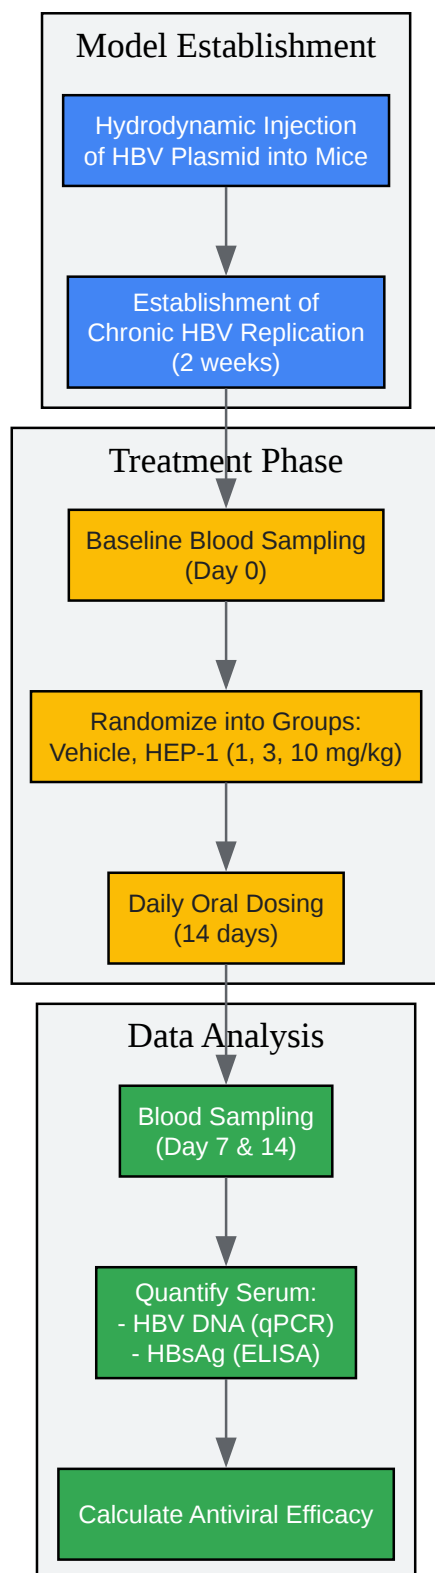 Model Establishment
Hydrodynamic Injection
of HBV Plasmid into Mice
Establishment of
Chronic HBV Replication
(2 weeks)
Treatment Phase
Baseline Blood Sampling
(Day 0)
Randomize into Groups:
Vehicle, HEP-1 (1, 3, 10 mg/kg)
Daily Oral Dosing
(14 days)
Data Analysis
Blood Sampling
(Day 7 & 14)
Quantify Serum:
- HBV DNA (qPCR)
- HBsAg (ELISA)
Calculate Antiviral Efficacy